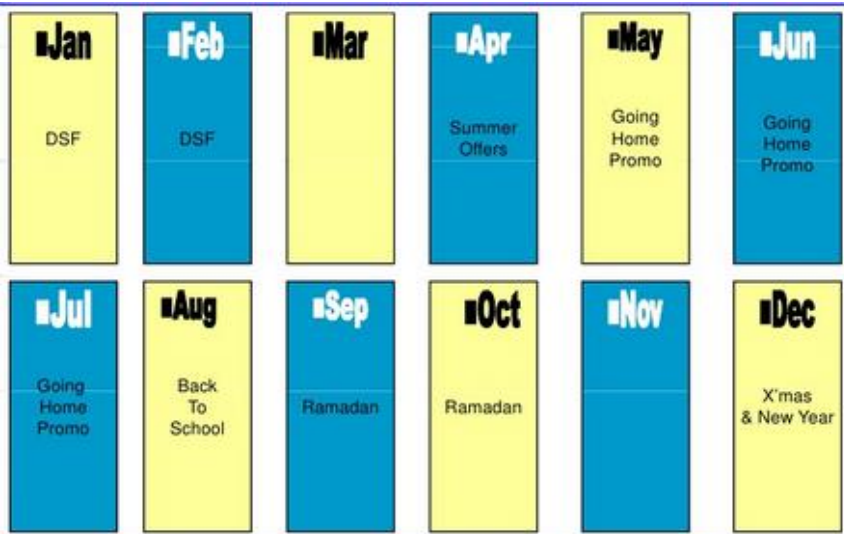 Jan
DSF
Feb
DSF
Mar
Apr
Summer
Offers
May
Going
Home
Promo
Jun
Going
Home
Promo
Jul
Going
Home
Promo
Aug
Back
To
School
Sep
Ramadan
Oct
Ramadan
Nov
Dec
X'mas
& New Year